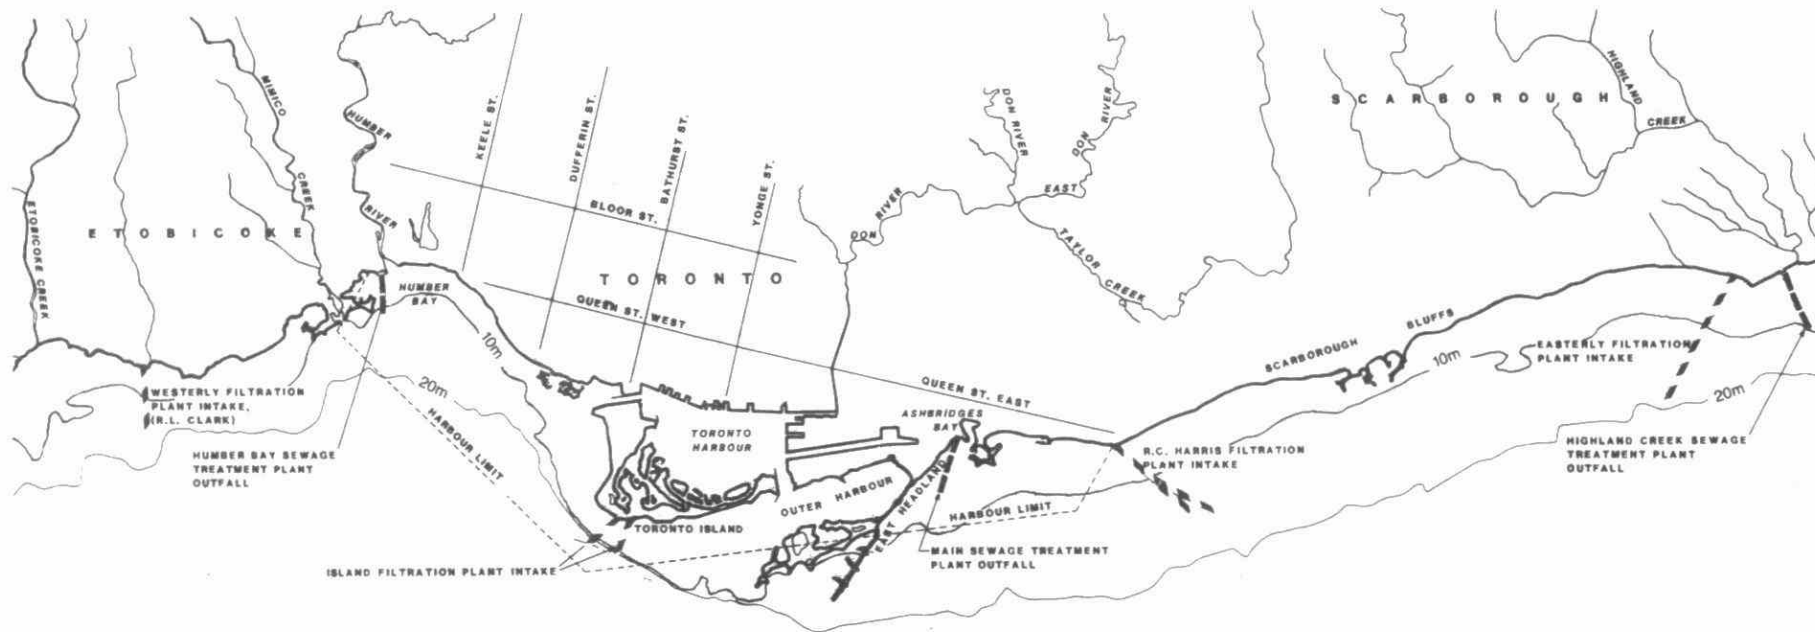 MIMICO
CREEK
HUMBER
RIVER
ETOBICOKE
ETOBICOKE CREEK
HUMBER
BAY
KEELE ST.
DUFFERIN ST.
BATHURST ST.
YONGE ST.
BLOOR ST.
TORONTO
QUEEN ST. WEST
DON RIVER
DON RIVER
EAST
DON RIVER
TAYLOR
CREEK
SCARBOROUGH
HIGHLAND
CREEK
SCARBOROUGH
BLUFFS
10m
20m
10m
20m
WESTERLY FILTRATION
PLANT INTAKE,
(R.L. CLARK)
HUMBER BAY SEWAGE
TREATMENT PLANT
OUTFALL
HARBOUR LIMIT
TORONTO
HARBOUR
QUEEN ST. EAST
ASHBRIDGES
BAY
OUTER HARBOUR
EAST HEADLAND
TORONTO ISLAND
HARBOUR LIMIT
ISLAND FILTRATION PLANT INTAKE
MAIN SEWAGE TREATMENT
PLANT OUTFALL
R.C. HARRIS FILTRATION
PLANT INTAKE
EASTERLY FILTRATION
PLANT INTAKE
HIGHLAND CREEK SEWAGE
TREATMENT PLANT
OUTFALL